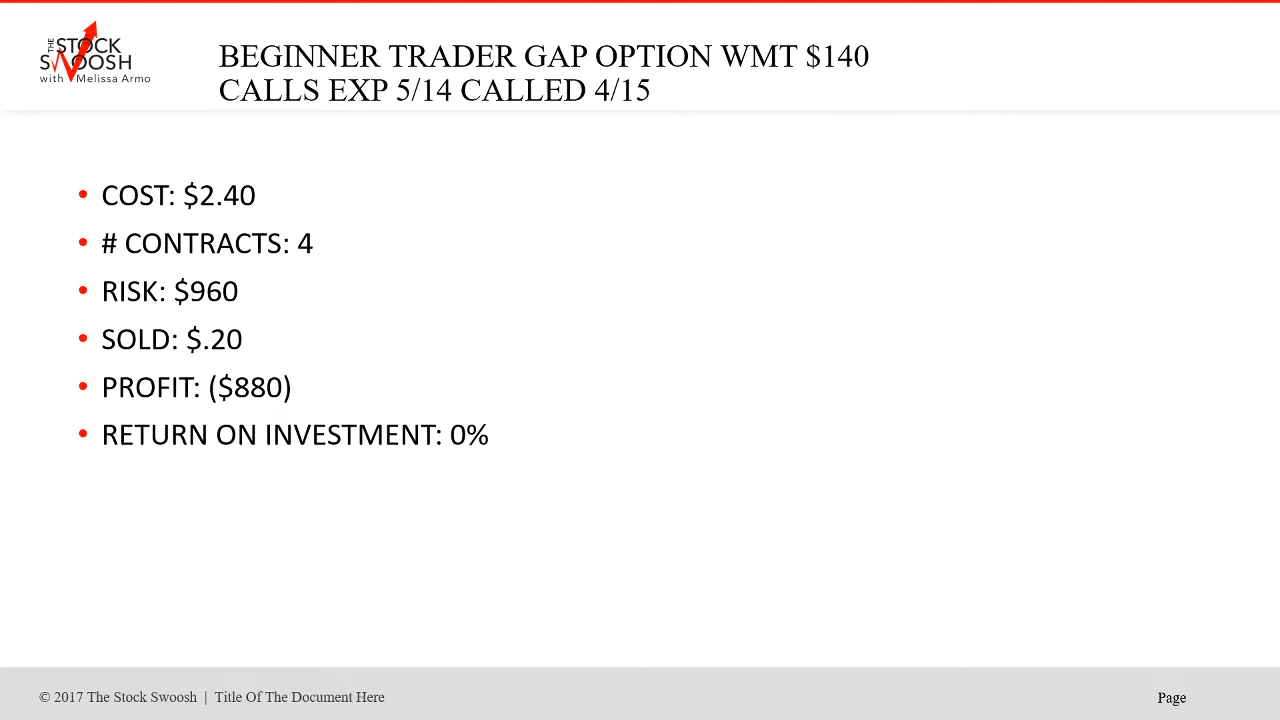 THE
STOCK
SWOOSH
with Melissa Armo
BEGINNER TRADER GAP OPTION WMT $140
CALLS EXP 5/14 CALLED 4/15
• COST: $2.40
• # CONTRACTS: 4
• RISK: $960
• SOLD: $.20
• PROFIT: ($880)
• RETURN ON INVESTMENT: 0%
© 2017 The Stock Swoosh | Title Of The Document Here
Page